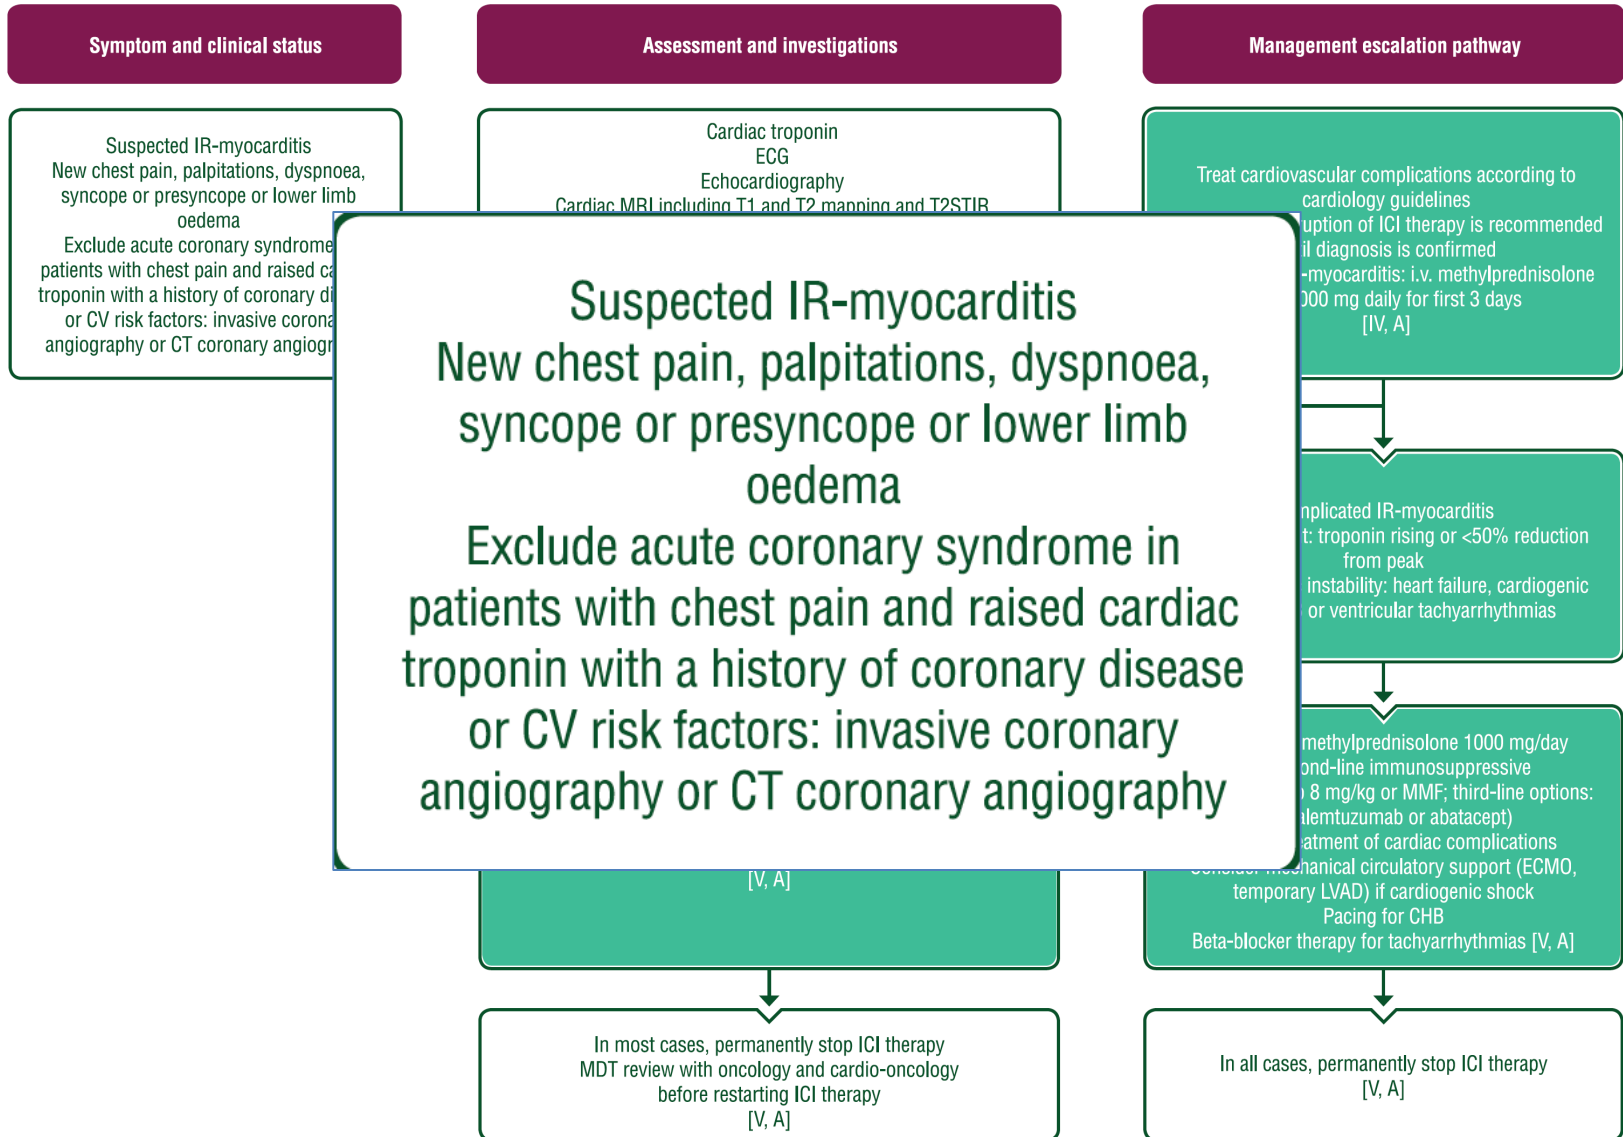 Symptom and clinical status
Assessment and investigations
Management escalation pathway
Suspected IR-myocarditis
New chest pain, palpitations, dyspnoea,
syncope or presyncope or lower limb
oedema
Exclude acute coronary syndrome
patients with chest pain and raised
troponin with a history of coronary
or CV risk factors: invasive
angiography or CT coronary
Cardiac troponin
ECG
Echocardiography
Cardiac MRI including T1 and T2 mapping and T2STIR
Treat cardiovascular complications according to
cardiology guidelines
of ICI therapy is recommended
diagnosis is confirmed
-myocarditis: i.v. methylprednisolone
mg daily for first 3 days
[IV, A]
Suspected IR-myocarditis
New chest pain, palpitations, dyspnoea,
syncope or presyncope or lower limb
oedema
Exclude acute coronary syndrome in
patients with chest pain and raised cardiac
troponin with a history of coronary disease
or CV risk factors: invasive coronary
angiography or CT coronary angiography
IR-myocarditis
troponin rising or <50% reduction
from peak
instability: heart failure, cardiogenic
or ventricular tachyarrhythmias
methylprednisolone 1000 mg/day
immunosuppressive
8 mg/kg or MMF; third-line options:
alemtuzumab or abatacept)
of cardiac complications
circulatory support (ECMO,
temporary LVAD) if cardiogenic shock
Pacing for CHB
Beta-blocker therapy for tachyarrhythmias [V, A]
[V, A]
In most cases, permanently stop ICI therapy
MDT review with oncology and cardio-oncology
before restarting ICI therapy
[V, A]
In all cases, permanently stop ICI therapy
[V, A]